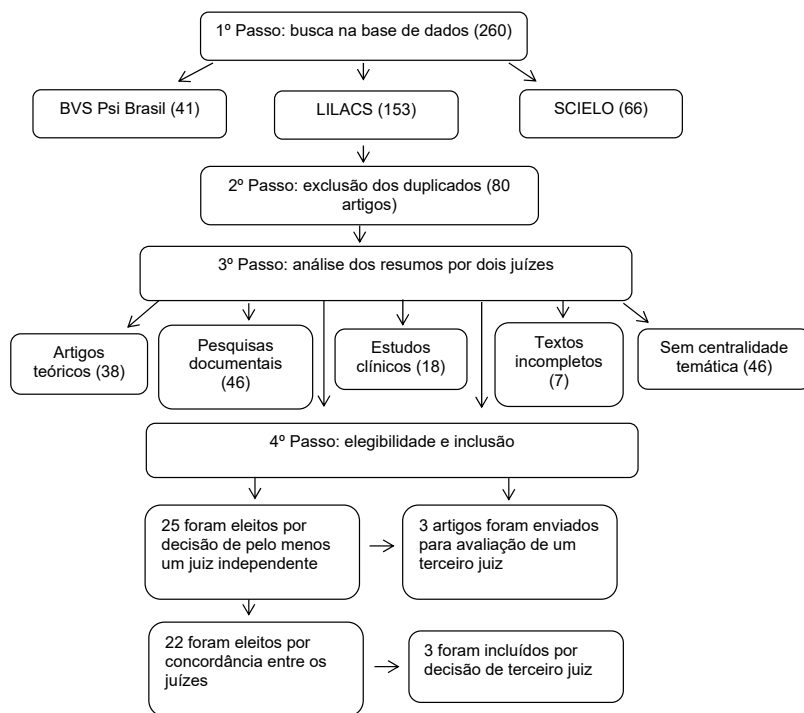 1º Passo: busca na base de dados (260)
BVS Psi Brasil (41)
LILACS (153)
SCIELO (66)
2º Passo: exclusão dos duplicados (80
artigos)
3º Passo: análise dos resumos por dois juízes
Artigos
teóricos (38)
Pesquisas
documentais
(46)
Estudos
clínicos (18)
Textos
incompletos
(7)
Sem centralidade
temática (46)
4º Passo: elegibilidade e inclusão
25 foram eleitos por
decisão de pelo menos
um juiz independente
3 artigos foram enviados
para avaliação de um
terceiro juiz
22 foram eleitos por
concordância entre os
juízes
3 foram incluídos por
decisão de terceiro juiz